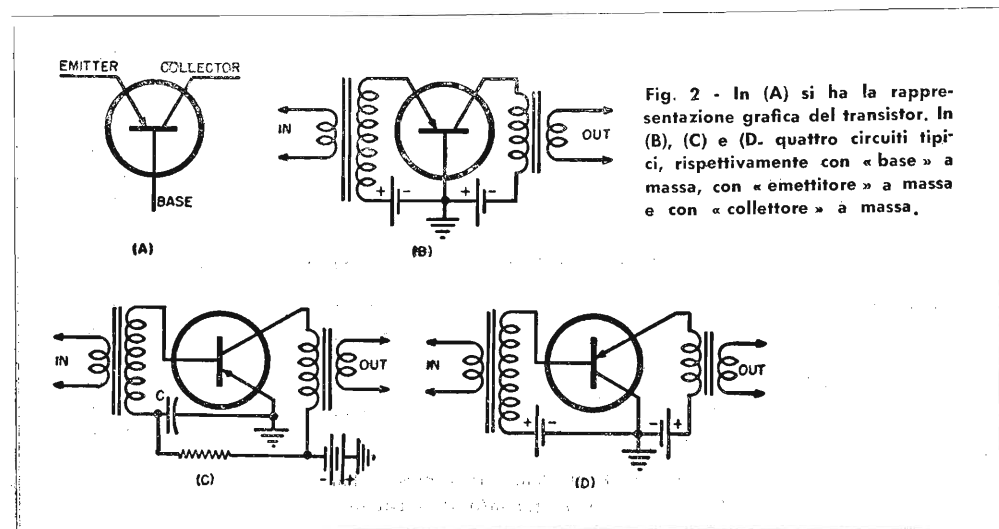 EMITTER COLLECTOR
BASE
(A)
IN OUT
+ - + -
(B)
Fig. 2 - In (A) si ha la rappre-
sentazione grafica del transistor. In
(B), (C) e (D- quattro circuiti tipi-
ci, rispettivamente con « base » a
massa, con « emettitore » a massa
e con « collettore » a massa.
IN OUT
C
- +
(C)
IN OUT
+ - - +
(D)